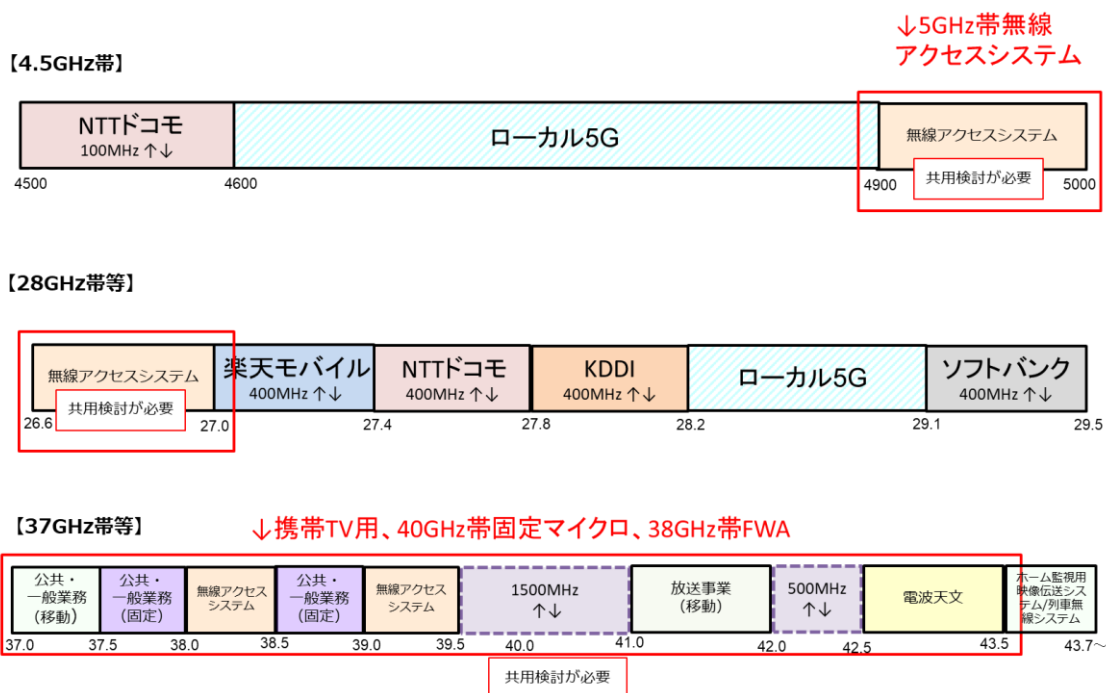 ↓5GHz帯無線
アクセスシステム
【4.5GHz帯】
NTTドコモ
100MHz ↑↓
ローカル5G
無線アクセスシステム
共用検討が必要
4500
4600
4900
5000
【28GHz帯等】
無線アクセスシステム
共用検討が必要
楽天モバイル
400MHz ↑↓
NTTドコモ
400MHz ↑↓
KDDI
400MHz ↑↓
ローカル5G
ソフトバンク
400MHz ↑↓
26.6
27.0
27.4
27.8
28.2
29.1
29.5
【37GHz帯等】
↓携帯TV用、40GHz帯固定マイクロ、38GHz帯FWA
公共・
一般業務
(移動)
公共・
一般業務
(固定)
無線アクセス
システム
公共・
一般業務
(固定)
無線アクセス
システム
1500MHz
↑↓
放送事業
(移動)
500MHz
↑↓
電波天文
ホーム監視用
映像伝送シス
テム/列車無
線システム
37.0
37.5
38.0
38.5
39.0
39.5
40.0
41.0
42.0
42.5
43.5
43.7～
共用検討が必要